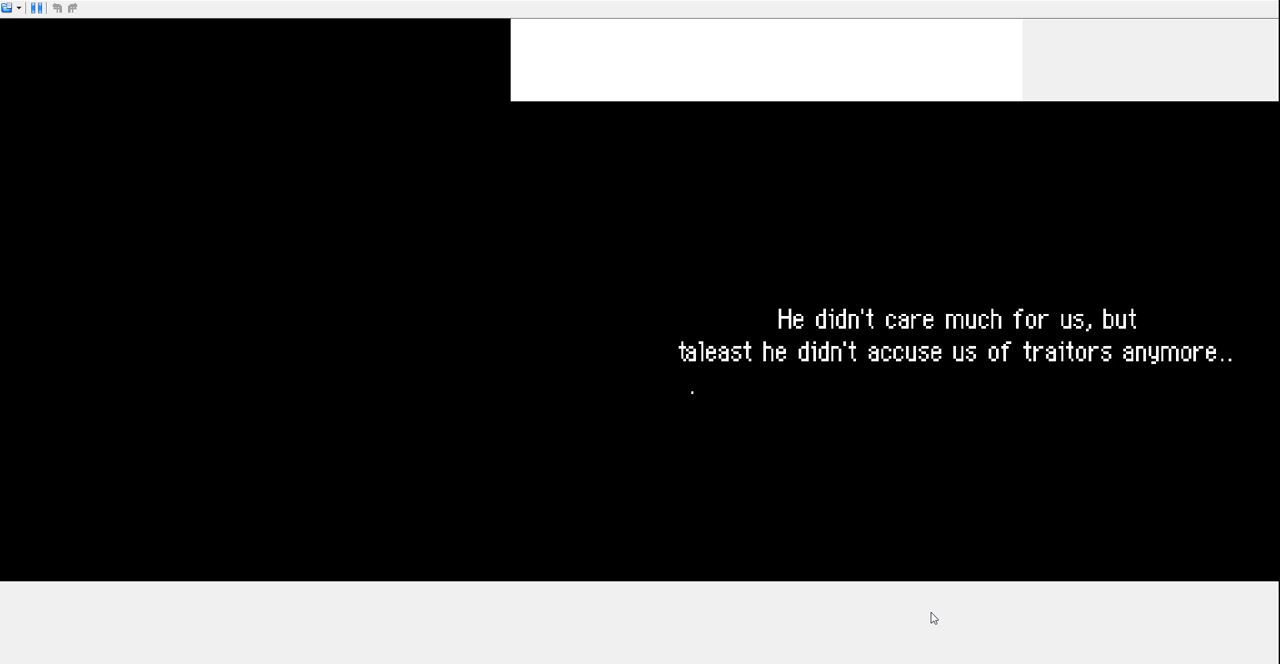 He didn't care much for us, but
taleast he didn't accuse us of traitors anymore..
.